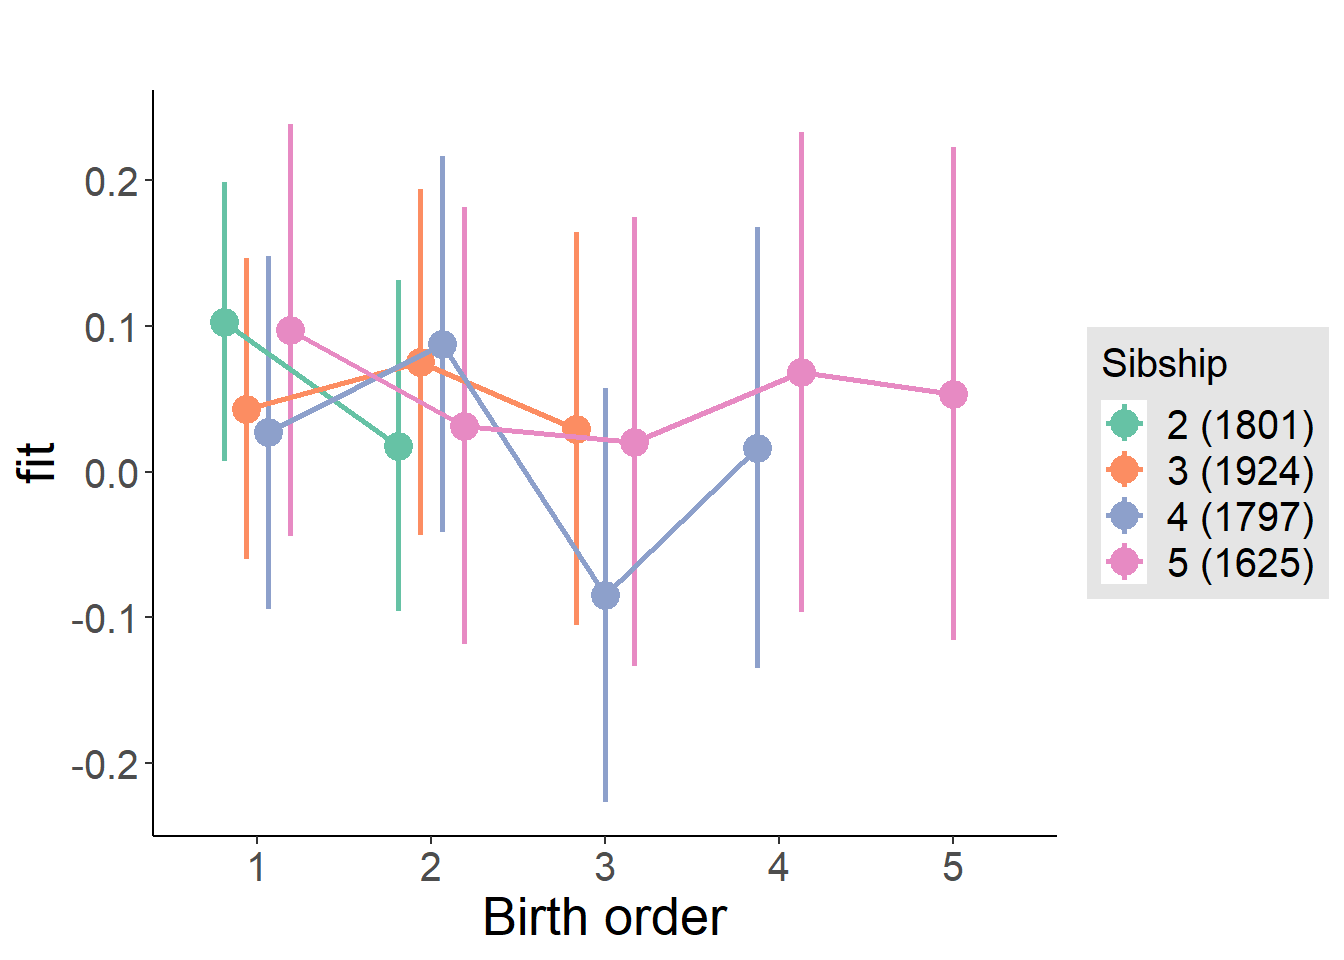 0.2
0.1
0.0
-0.1
-0.2
fit
1 2 3 4 5
Birth order
Sibship
2 (1801)
3 (1924)
4 (1797)
5 (1625)